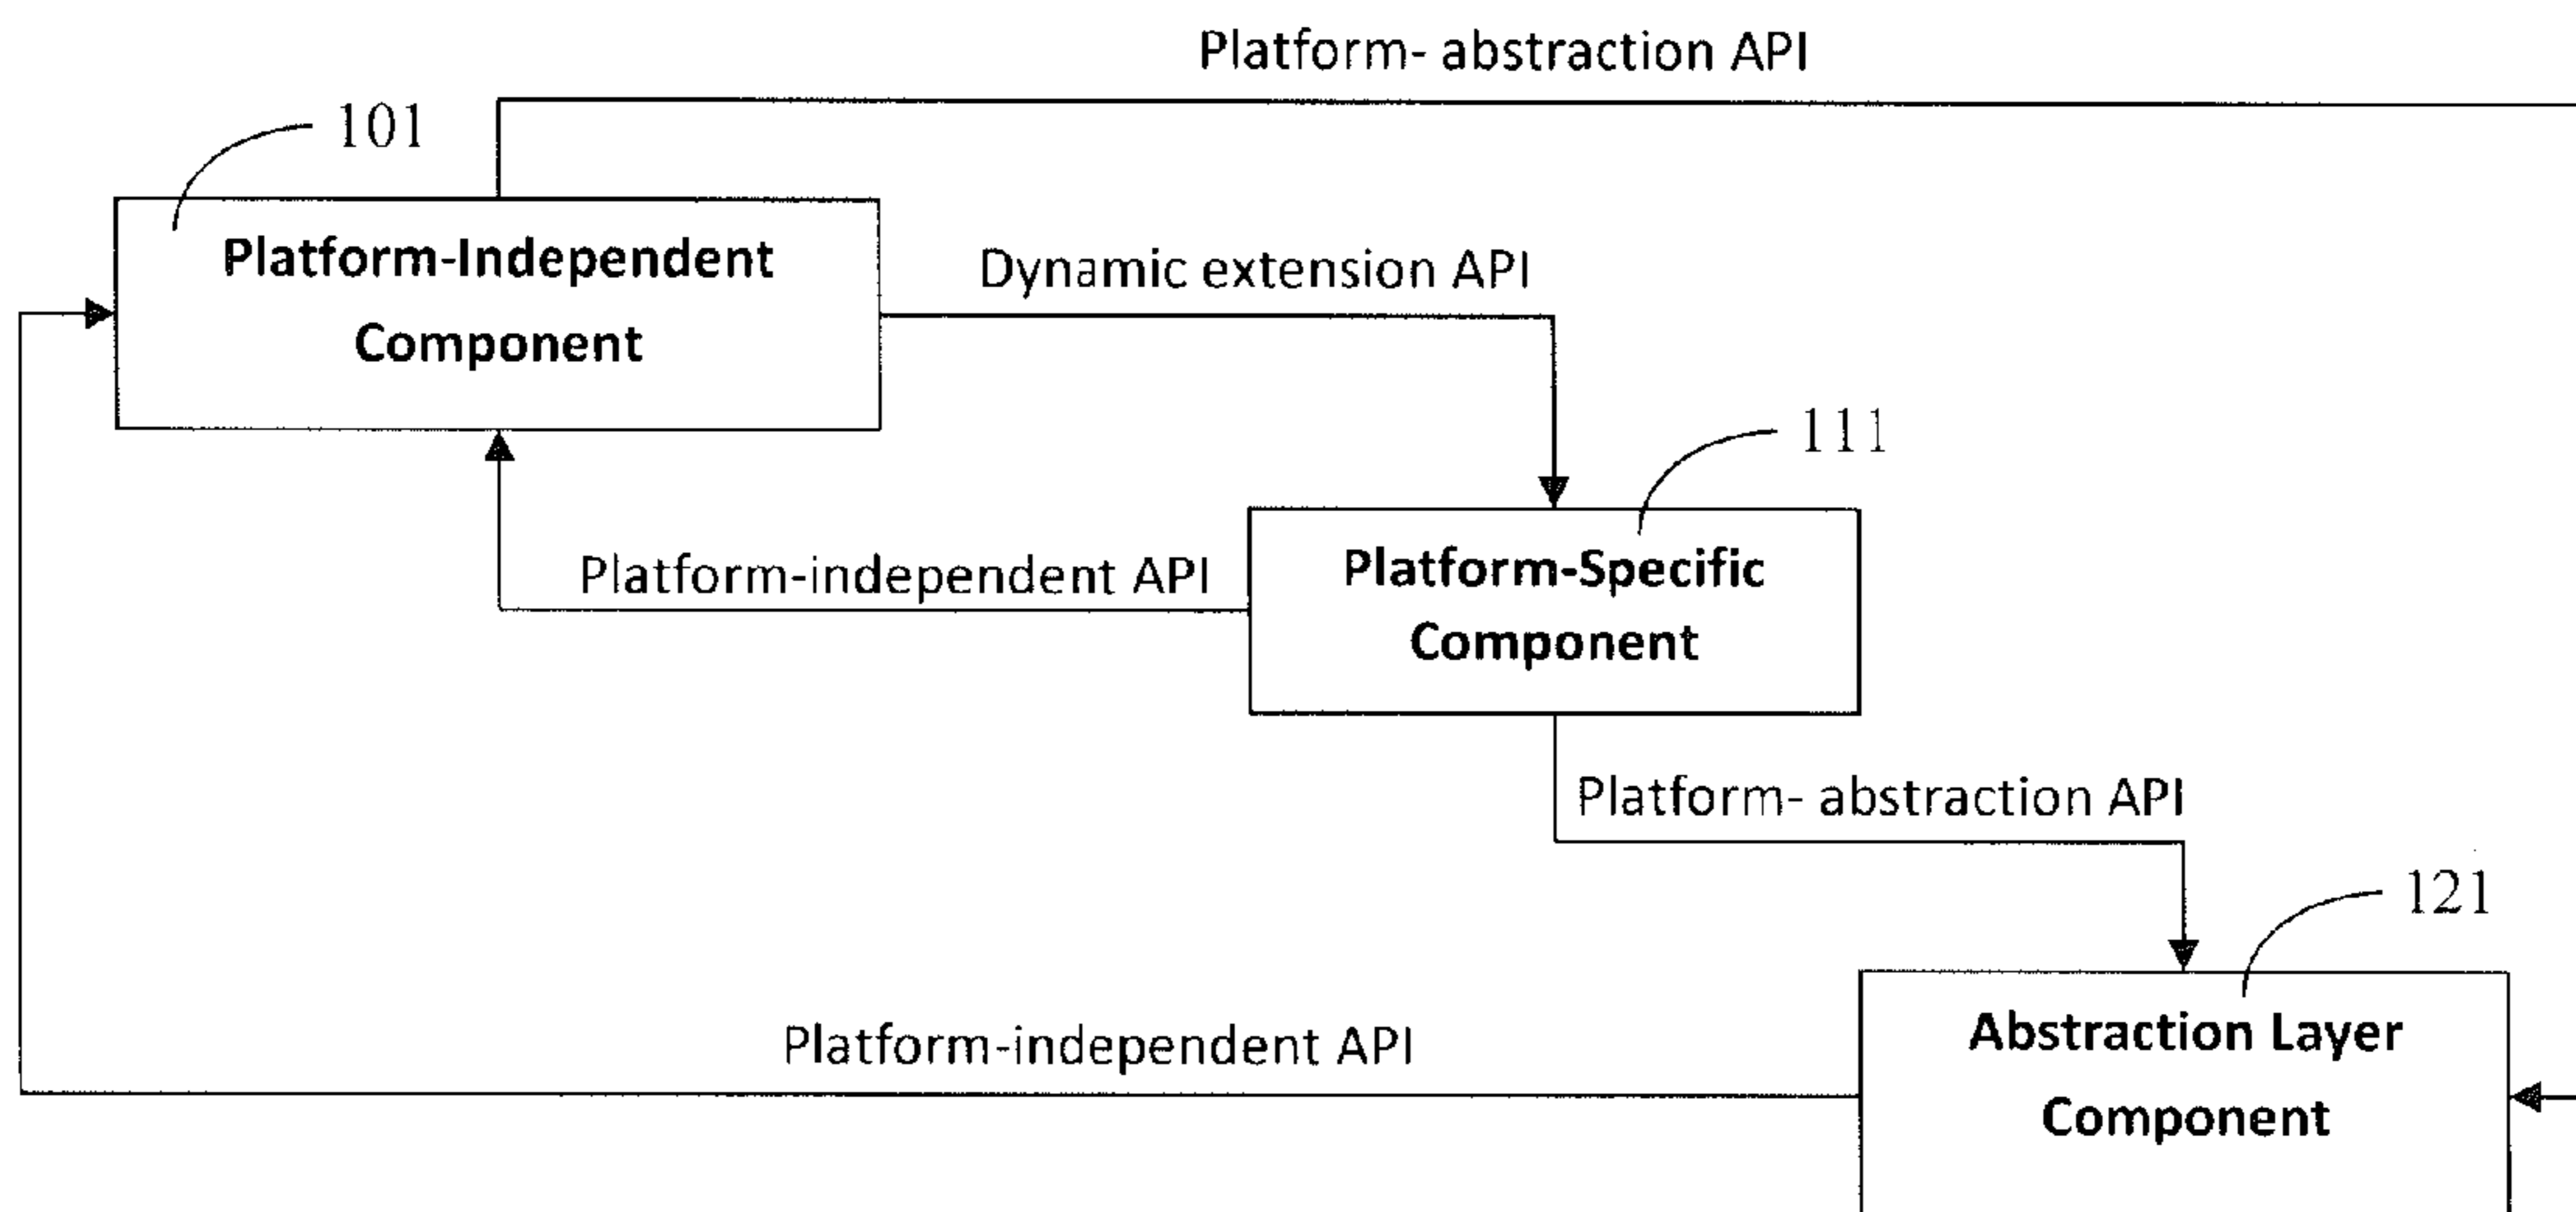 Platform- abstraction API
101
Platform-Independent
Component
Dynamic extension API
111
Platform-independent API
Platform-Specific
Component
Platform- abstraction API
121
Platform-independent API
Abstraction Layer
Component